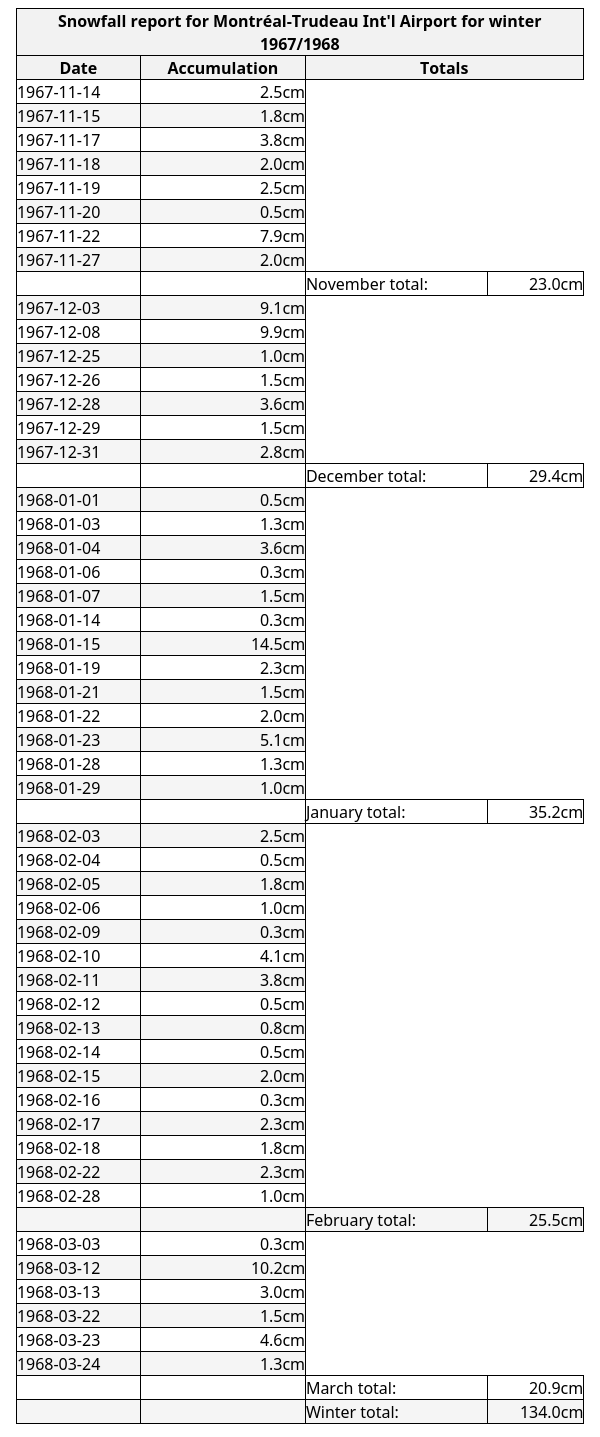 Snowfall report for Montréal-Trudeau Int'l Airport for winter
1967/1968
Date Accumulation Totals
1967-11-14 2.5cm
1967-11-15 1.8cm
1967-11-17 3.8cm
1967-11-18 2.0cm
1967-11-19 2.5cm
1967-11-20 0.5cm
1967-11-22 7.9cm
1967-11-27 2.0cm
November total: 23.0cm
1967-12-03 9.1cm
1967-12-08 9.9cm
1967-12-25 1.0cm
1967-12-26 1.5cm
1967-12-28 3.6cm
1967-12-29 1.5cm
1967-12-31 2.8cm
December total: 29.4cm
1968-01-01 0.5cm
1968-01-03 1.3cm
1968-01-04 3.6cm
1968-01-06 0.3cm
1968-01-07 1.5cm
1968-01-14 0.3cm
1968-01-15 14.5cm
1968-01-19 2.3cm
1968-01-21 1.5cm
1968-01-22 2.0cm
1968-01-23 5.1cm
1968-01-28 1.3cm
1968-01-29 1.0cm
January total: 35.2cm
1968-02-03 2.5cm
1968-02-04 0.5cm
1968-02-05 1.8cm
1968-02-06 1.0cm
1968-02-09 0.3cm
1968-02-10 4.1cm
1968-02-11 3.8cm
1968-02-12 0.5cm
1968-02-13 0.8cm
1968-02-14 0.5cm
1968-02-15 2.0cm
1968-02-16 0.3cm
1968-02-17 2.3cm
1968-02-18 1.8cm
1968-02-22 2.3cm
1968-02-28 1.0cm
February total: 25.5cm
1968-03-03 0.3cm
1968-03-12 10.2cm
1968-03-13 3.0cm
1968-03-22 1.5cm
1968-03-23 4.6cm
1968-03-24 1.3cm
March total: 20.9cm
Winter total: 134.0cm